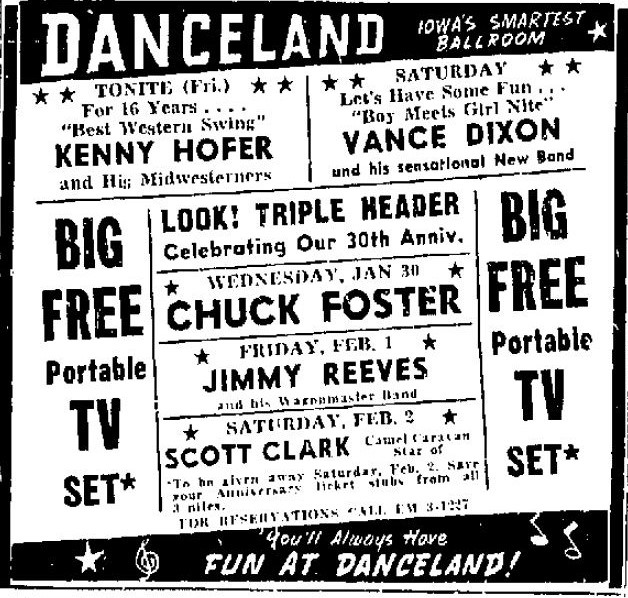 DANCELAND
IOWA'S SMARTEST
BALLROOM
TONITE (Fri.)
For 16 Years . . . .
"Best Western Swing"
KENNY HOFER
and His Midwesterners
SATURDAY
Let's Have Some Fun . . .
"Boy Meets Girl Nite"
VANCE DIXON
and his sensational New Band
BIG
FREE
Portable
TV
SET*
LOOK! TRIPLE HEADER
Celebrating Our 30th Anniv.
WEDNESDAY, JAN 30
CHUCK FOSTER
FRIDAY, FEB. 1
JIMMY REEVES
and his Wagonmaster Band
SATURDAY, FEB. 2
SCOTT CLARK Camel Caravan
Star of
*To be given away Saturday, Feb. 2. Save
your Anniversary ticket stubs from all
3 nites.
FOR RESERVATIONS CALL EM 3-1227
BIG
FREE
Portable
TV
SET*
You'll Always Have
FUN AT DANCELAND!